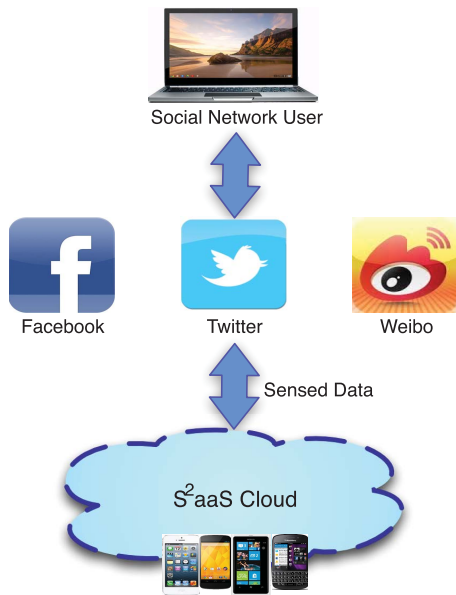 Social Network User
f
Facebook
Twitter
Weibo
Sensed Data
S²aaS Cloud